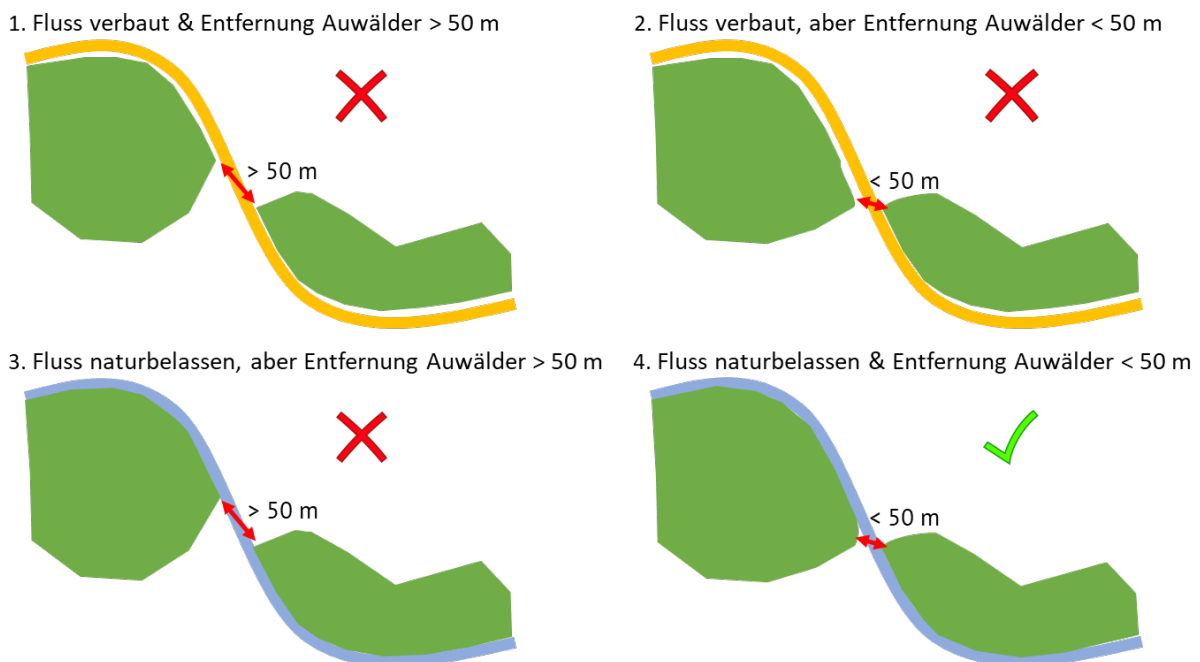 1. Fluss verbaut & Entfernung Auwälder > 50 m
2. Fluss verbaut, aber Entfernung Auwälder < 50 m
> 50 m
< 50 m
3. Fluss naturbelassen, aber Entfernung Auwälder > 50 m
4. Fluss naturbelassen & Entfernung Auwälder < 50 m
> 50 m
< 50 m